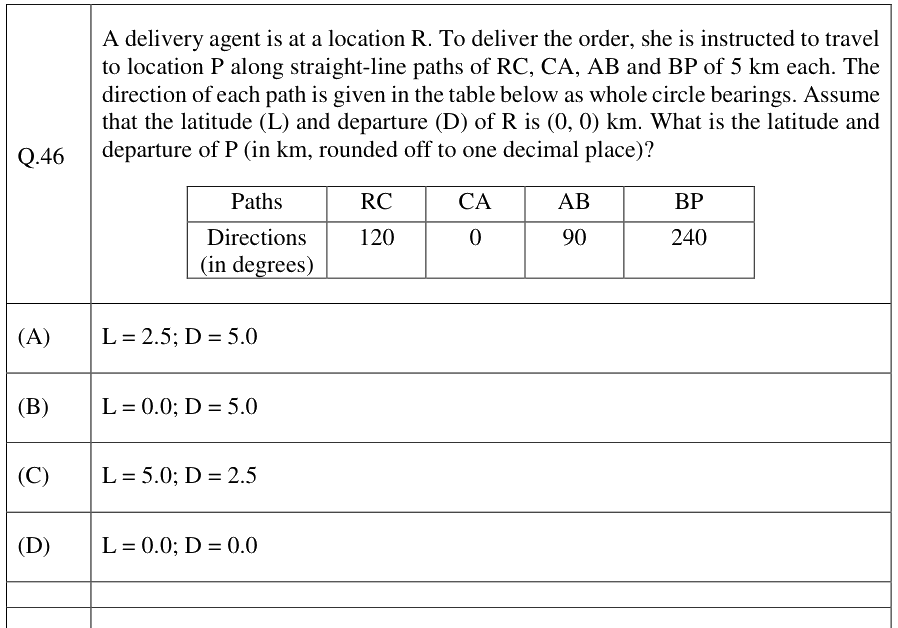 A delivery agent is at a location R. To deliver the order, she is instructed to travel
to location P along straight-line paths of RC, CA, AB and BP of 5 km each. The
direction of each path is given in the table below as whole circle bearings. Assume
that the latitude (L) and departure (D) of R is (0, 0) km. What is the latitude and
Q.46 departure of P (in km, rounded off to one decimal place)?
Paths RC CA AB BP
Directions 120 0 90 240
(in degrees)
(A) L = 2.5; D = 5.0
(B) L = 0.0; D = 5.0
(C) L = 5.0; D = 2.5
(D) L = 0.0; D = 0.0